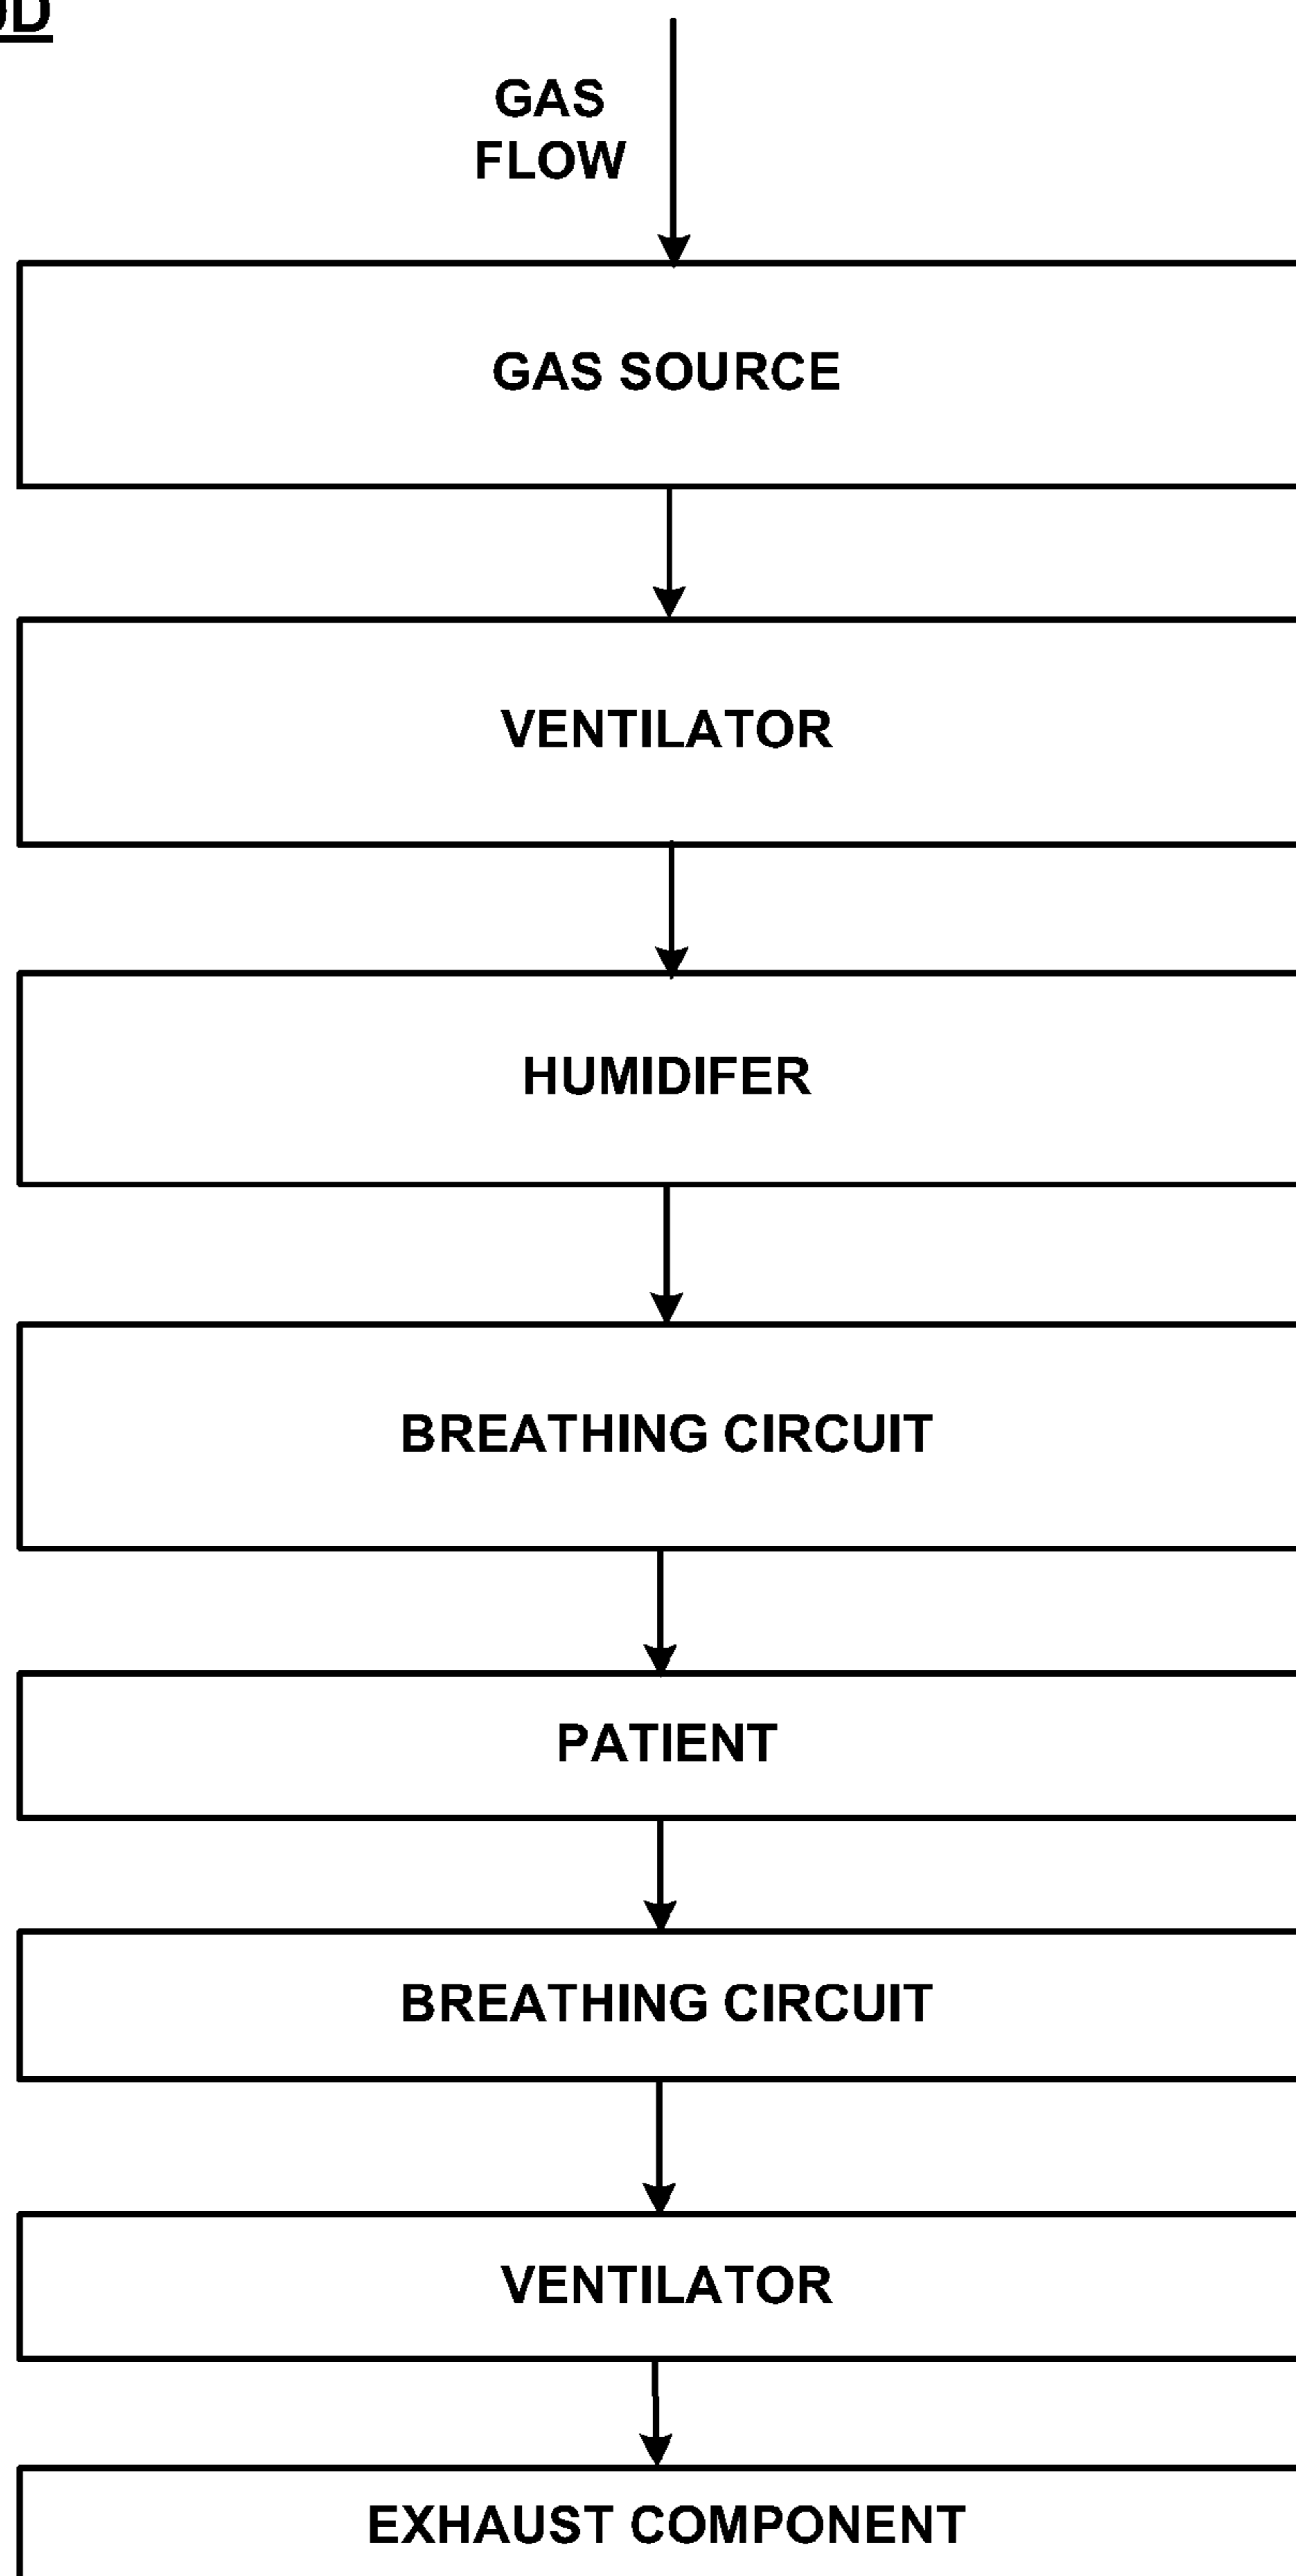 GAS
FLOW
GAS SOURCE
VENTILATOR
HUMIDIFER
BREATHING CIRCUIT
PATIENT
BREATHING CIRCUIT
VENTILATOR
EXHAUST COMPONENT